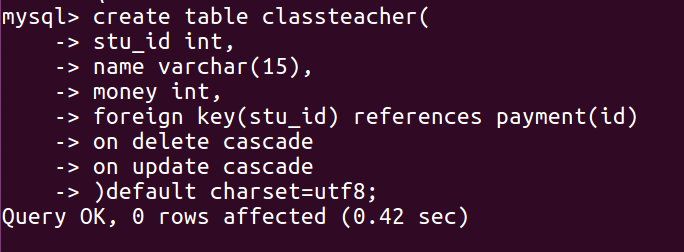 mysql> create table classteacher(
    -> stu_id int,
    -> name varchar(15),
    -> money int,
    -> foreign key(stu_id) references payment(id)
    -> on delete cascade
    -> on update cascade
    -> )default charset=utf8;
Query OK, 0 rows affected (0.42 sec)